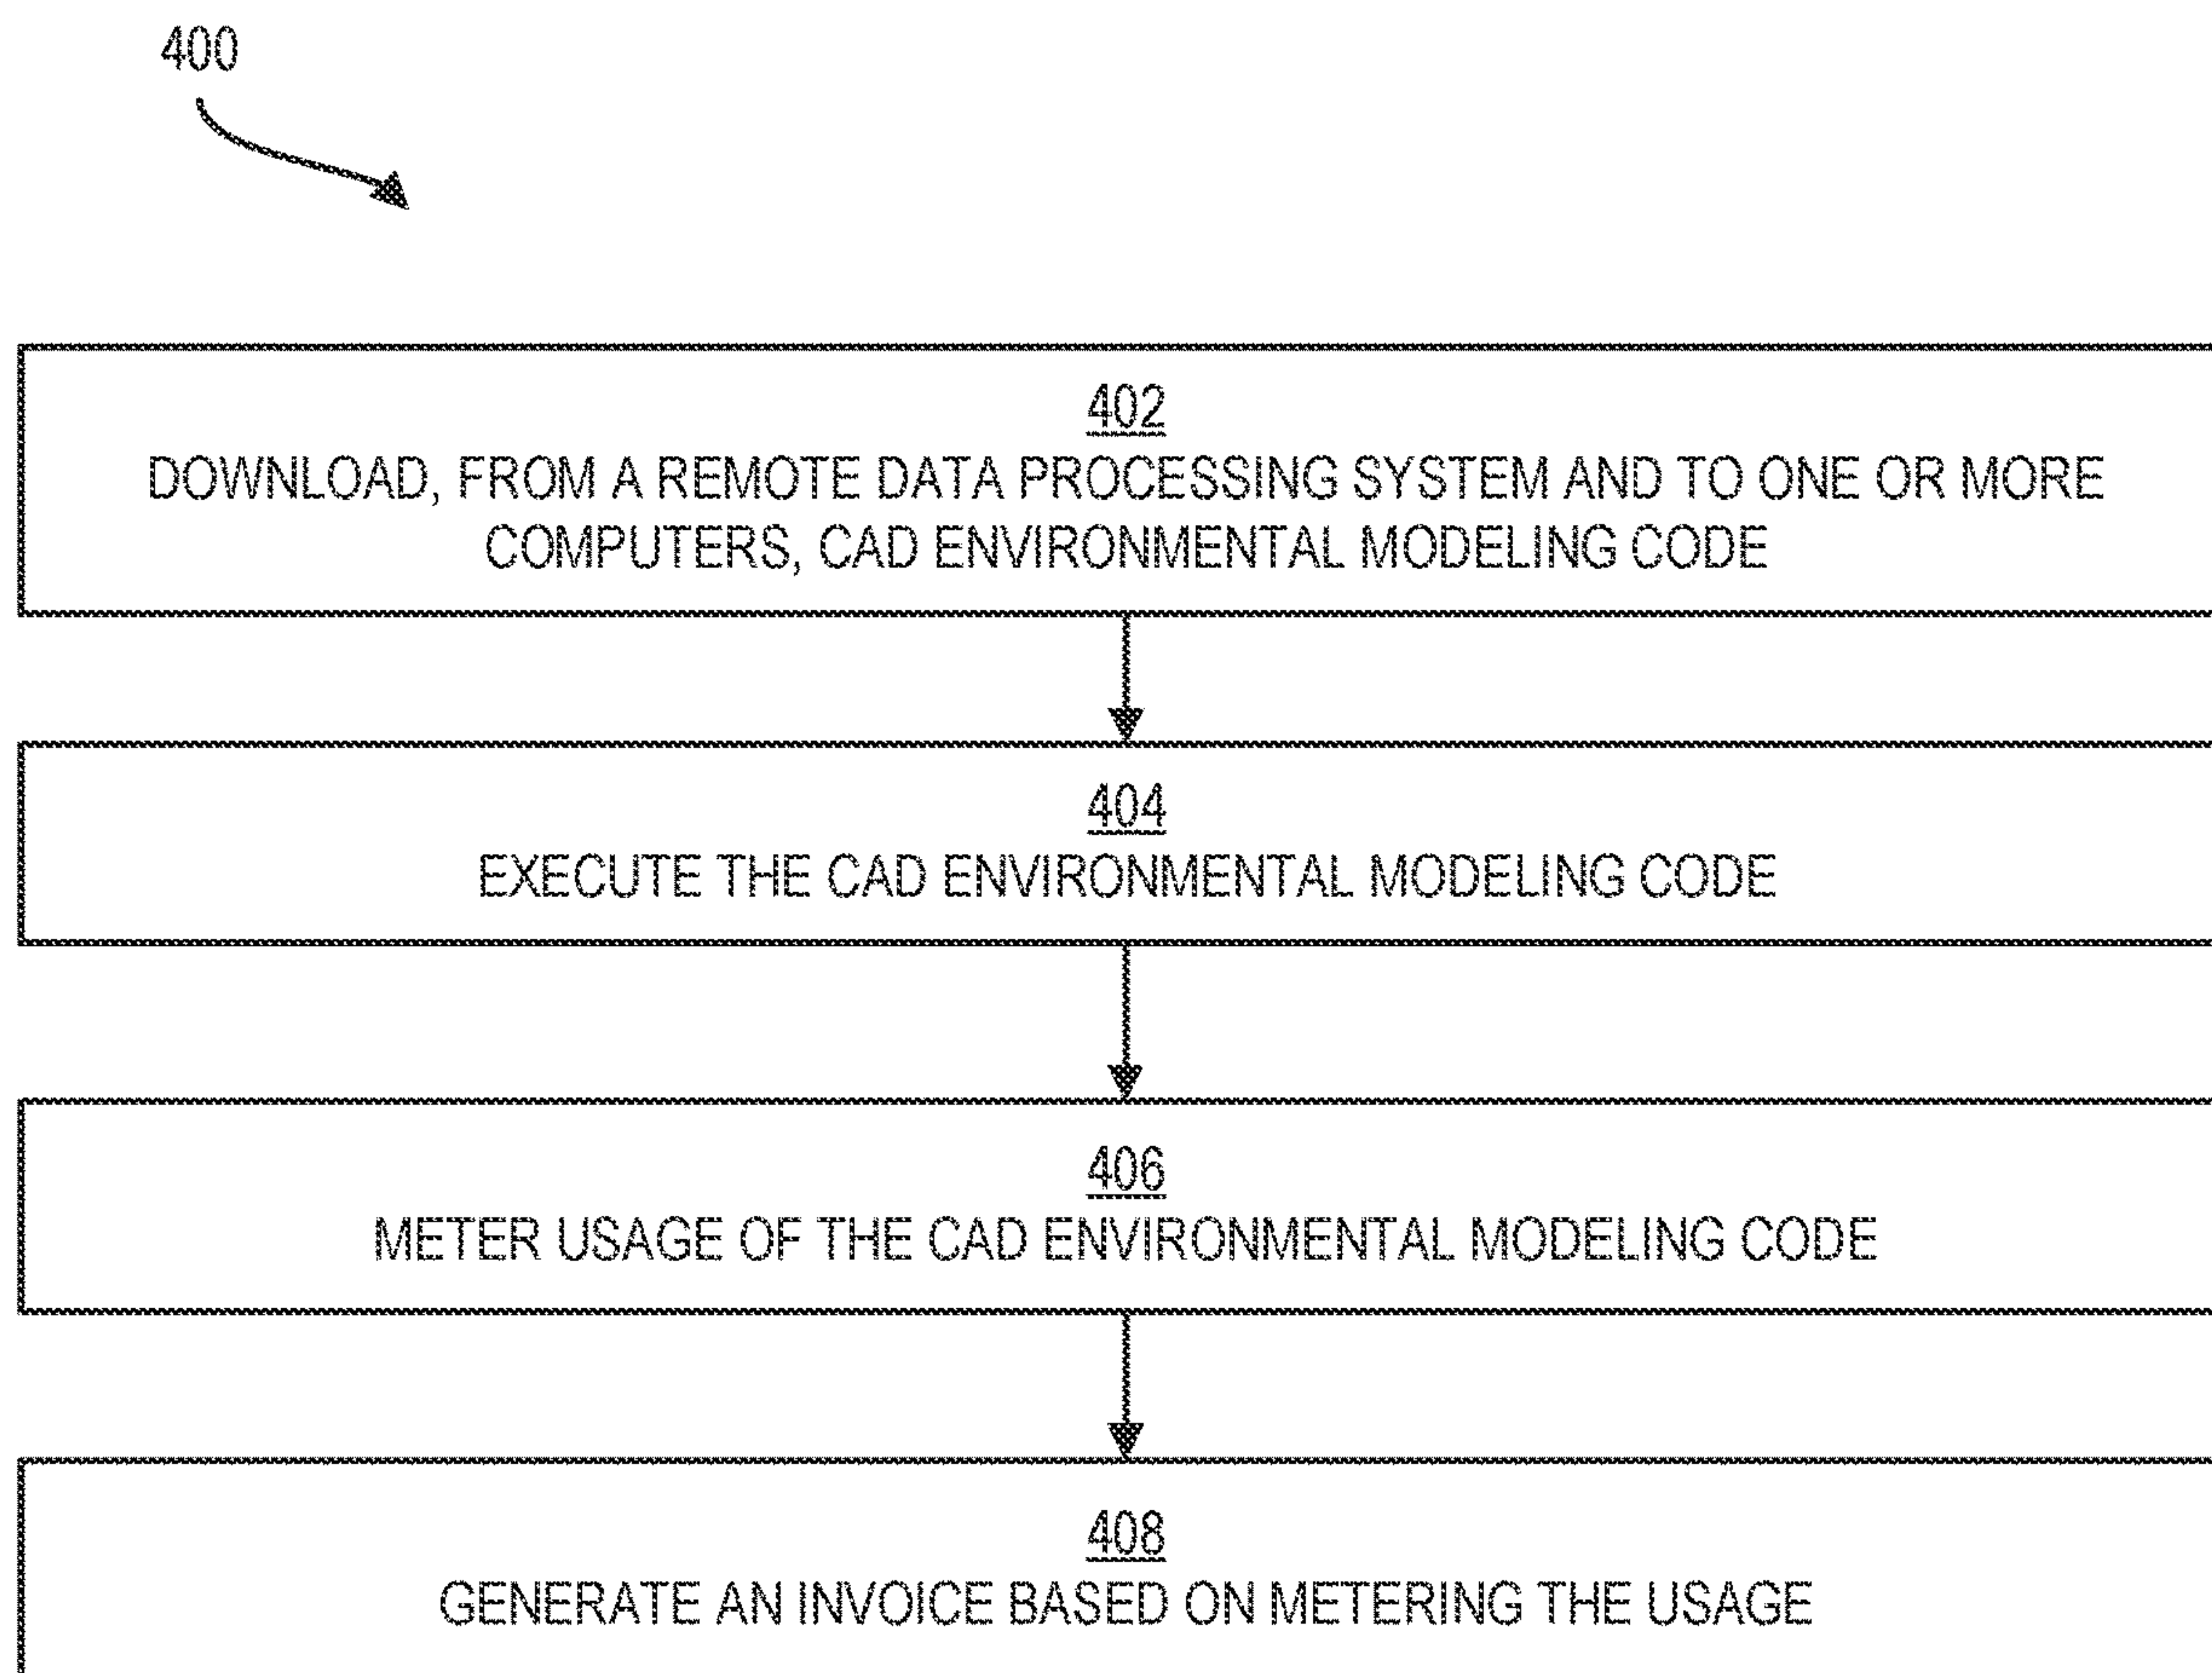 400
402
DOWNLOAD, FROM A REMOTE DATA PROCESSING SYSTEM AND TO ONE OR MORE
COMPUTERS, CAD ENVIRONMENTAL MODELING CODE
404
EXECUTE THE CAD ENVIRONMENTAL MODELING CODE
406
METER USAGE OF THE CAD ENVIRONMENTAL MODELING CODE
408
GENERATE AN INVOICE BASED ON METERING THE USAGE